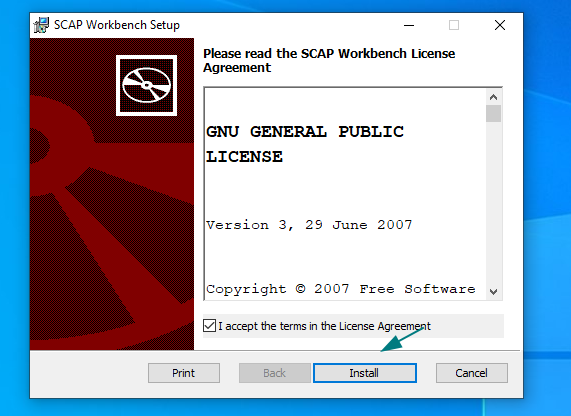 SCAP Workbench Setup
Please read the SCAP Workbench License
Agreement
GNU GENERAL PUBLIC
LICENSE
Version 3, 29 June 2007
Copyright © 2007 Free Software
I accept the terms in the License Agreement
Print
Back
Install
Cancel